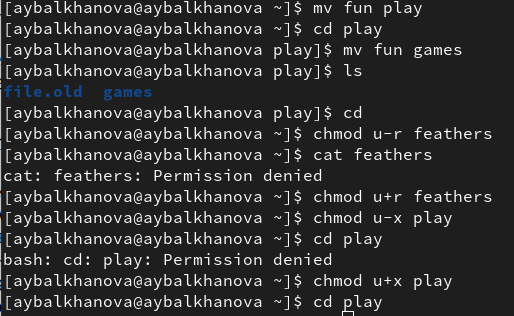 [aybalkhanova@aybalkhanova ~]$ mv fun play
[aybalkhanova@aybalkhanova ~]$ cd play
[aybalkhanova@aybalkhanova play]$ mv fun games
[aybalkhanova@aybalkhanova play]$ ls
file.old  games
[aybalkhanova@aybalkhanova play]$ cd
[aybalkhanova@aybalkhanova ~]$ chmod u-r feathers
[aybalkhanova@aybalkhanova ~]$ cat feathers
cat: feathers: Permission denied
[aybalkhanova@aybalkhanova ~]$ chmod u+r feathers
[aybalkhanova@aybalkhanova ~]$ chmod u-x play
[aybalkhanova@aybalkhanova ~]$ cd play
bash: cd: play: Permission denied
[aybalkhanova@aybalkhanova ~]$ chmod u+x play
[aybalkhanova@aybalkhanova ~]$ cd play